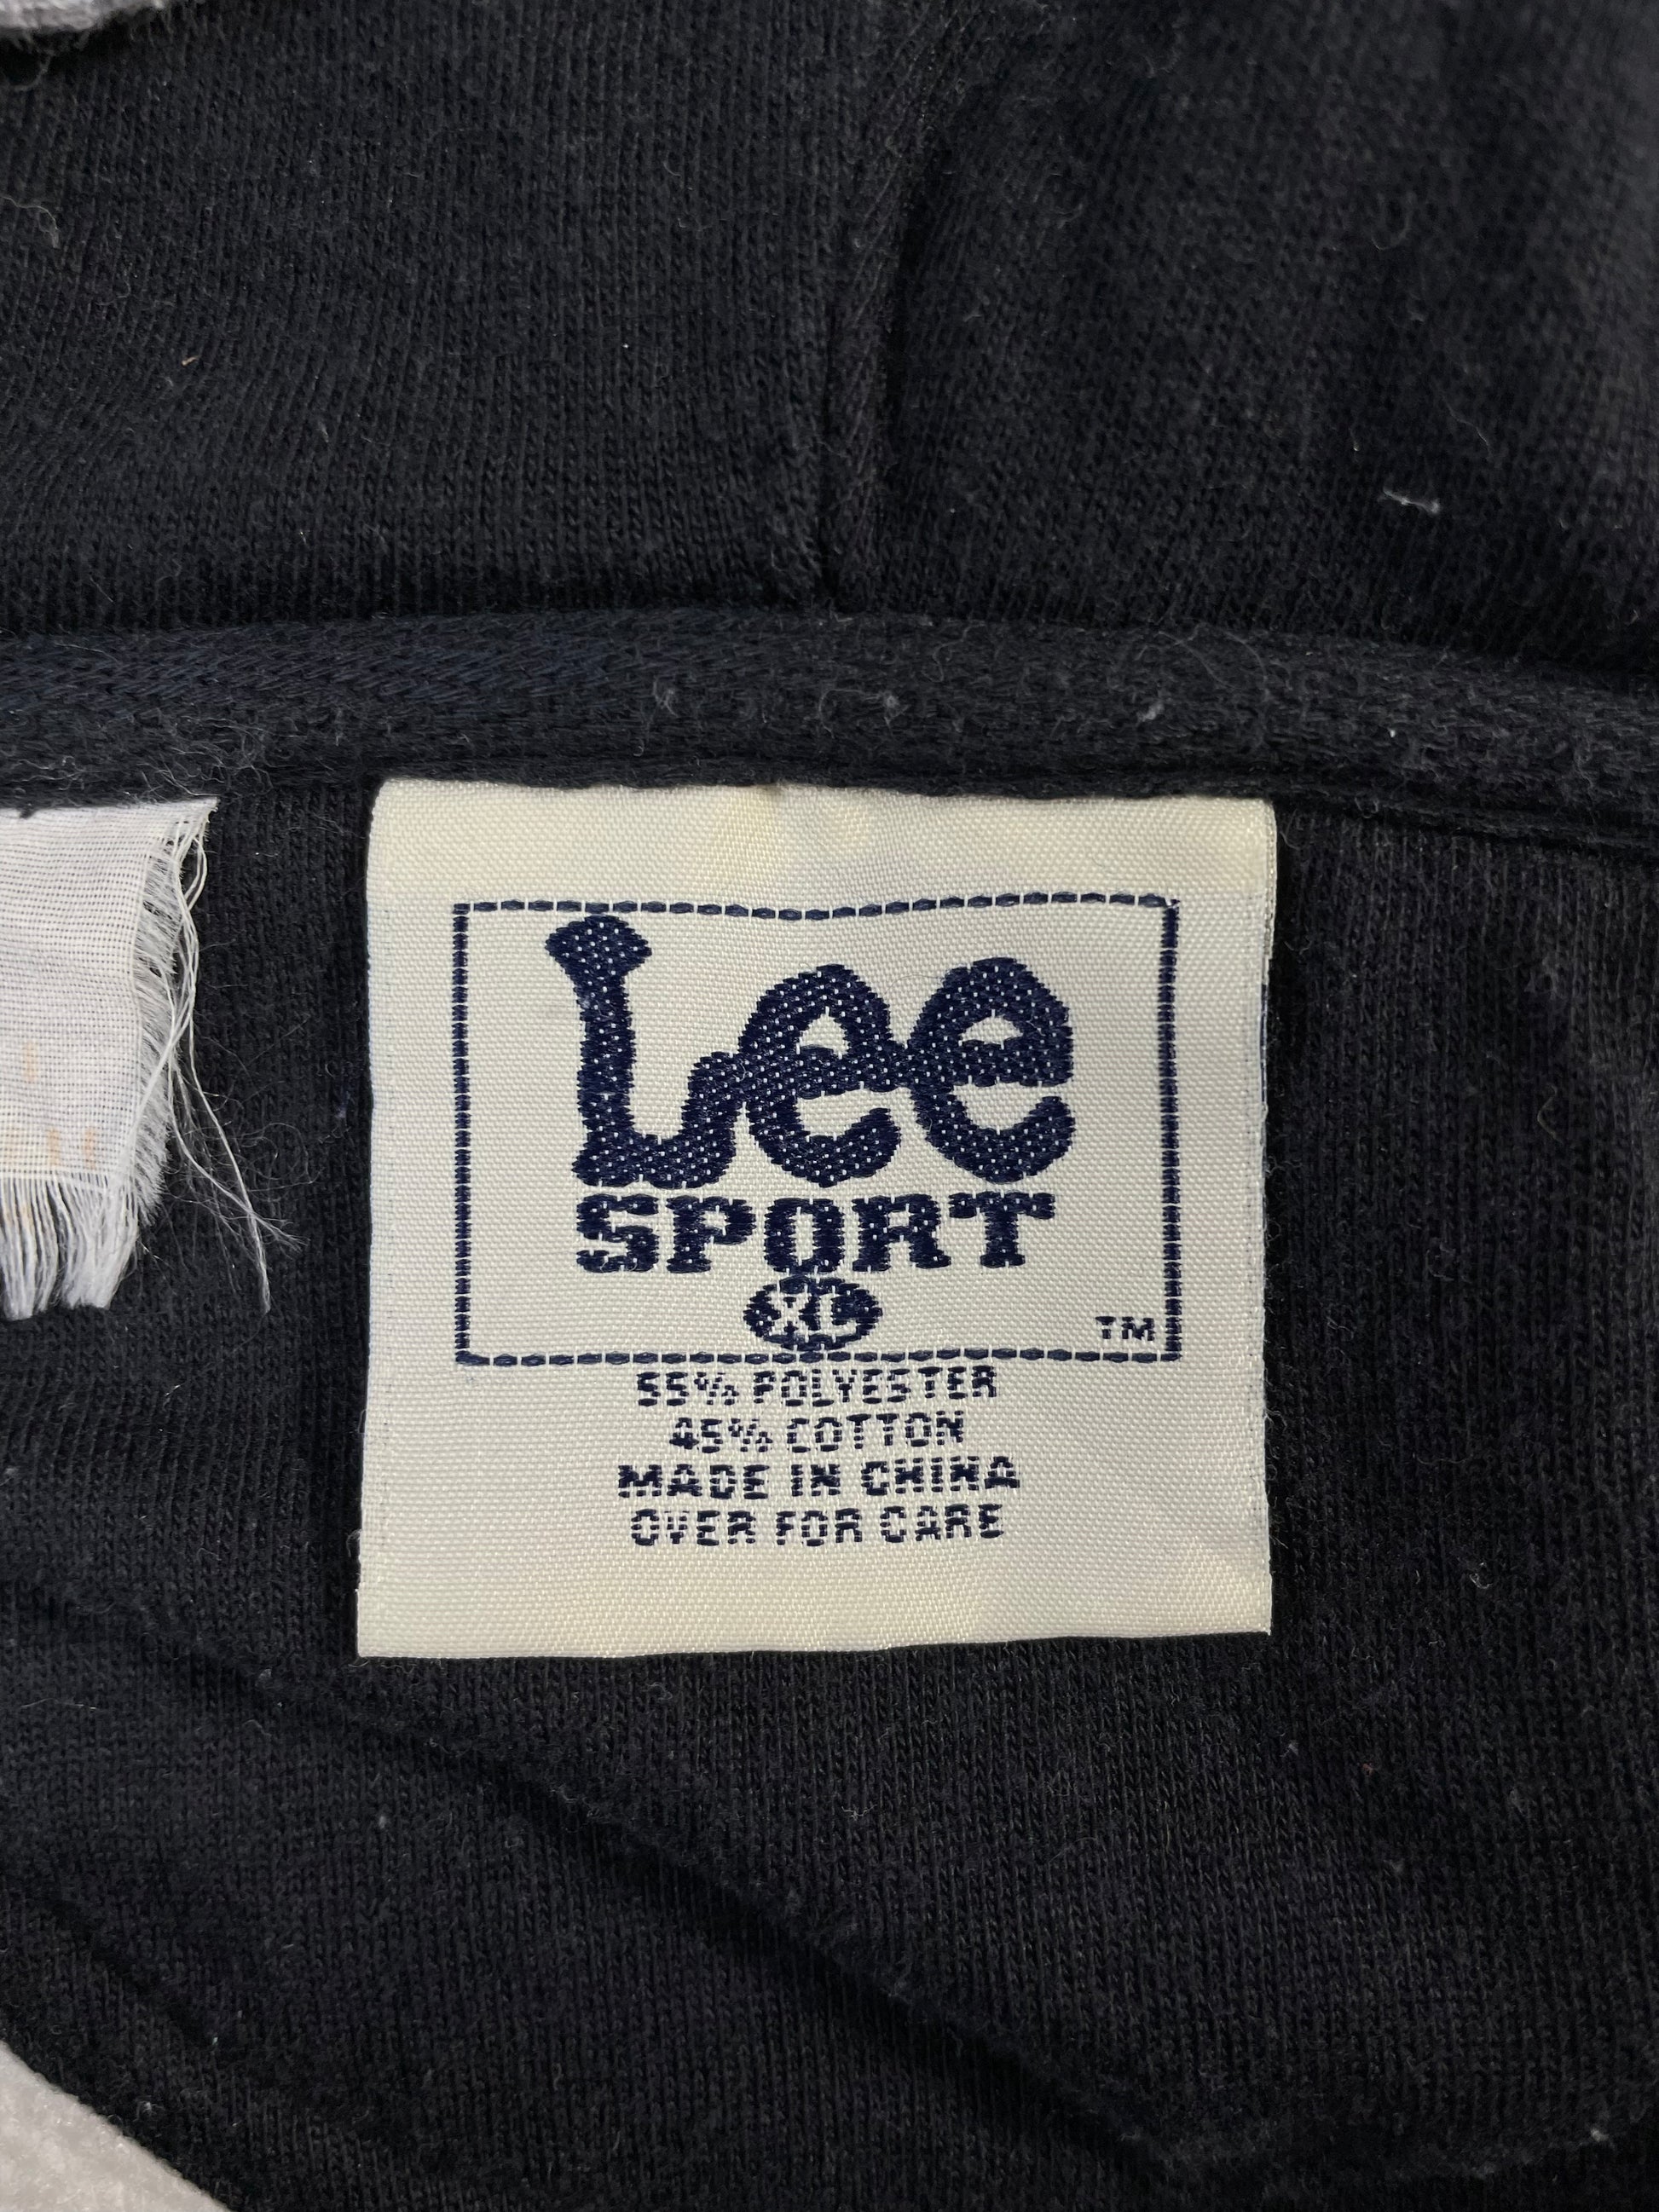 Lee
SPORT
XL
TM
55% POLYESTER
45% COTTON
MADE IN CHINA
OVER FOR CARE